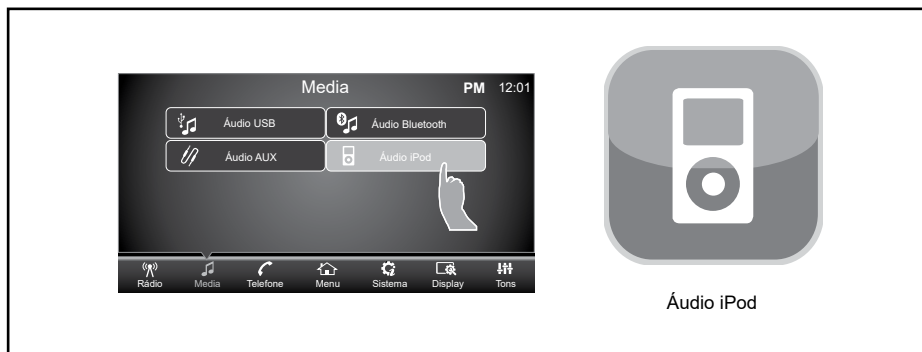 Media PM 12:01
Áudio USB Áudio Bluetooth
Áudio AUX Áudio iPod
Rádio Media Telefone Menu Sistema Display Tons
Áudio iPod